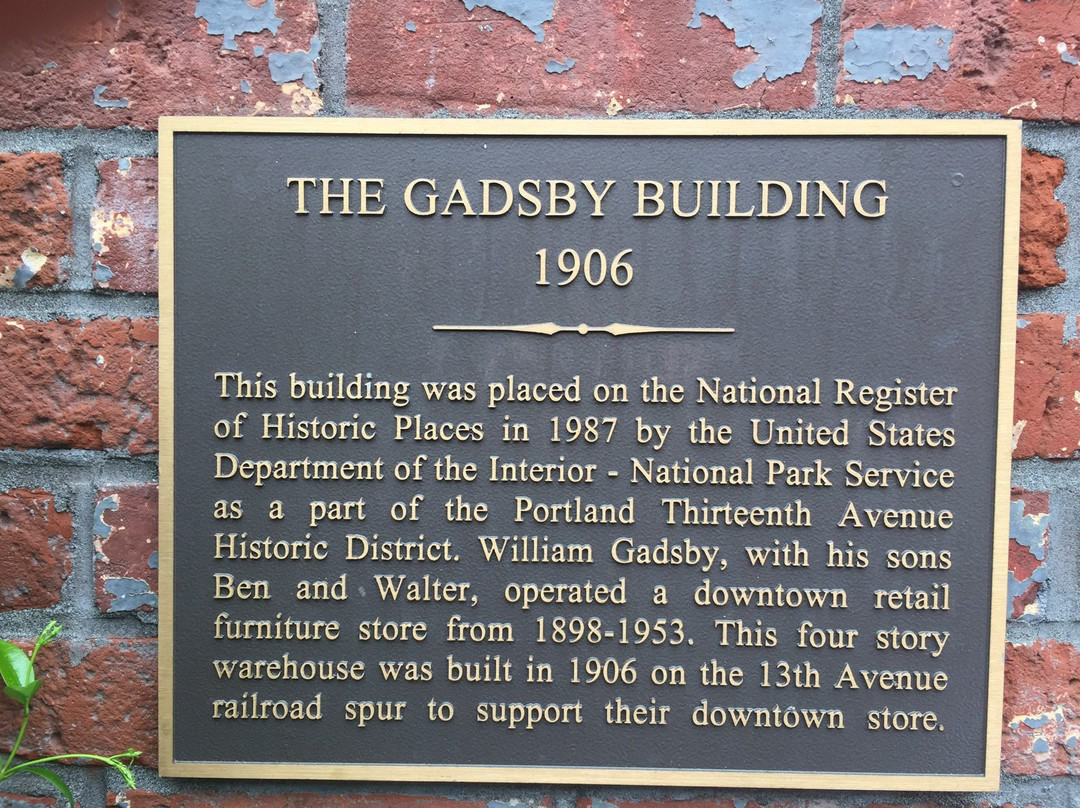 THE GADSBY BUILDING
1906
This building was placed on the National Register
of Historic Places in 1987 by the United States
Department of the Interior - National Park Service
as a part of the Portland Thirteenth Avenue
Historic District. William Gadsby, with his sons
Ben and Walter, operated a downtown retail
furniture store from 1898-1953. This four story
warehouse was built in 1906 on the 13th Avenue
railroad spur to support their downtown store.